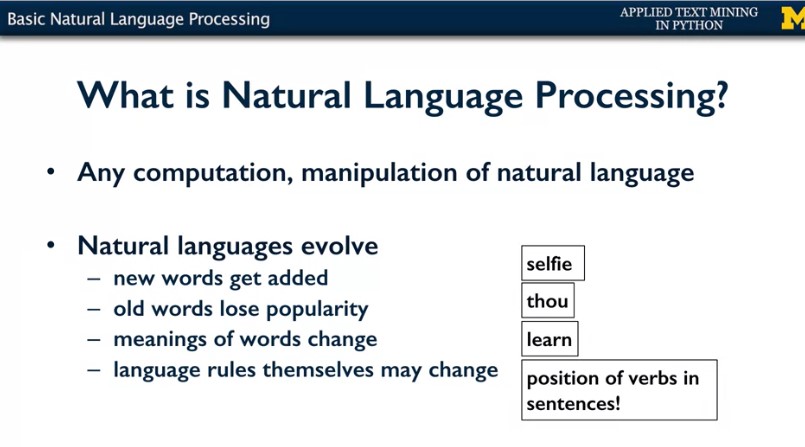 Basic Natural Language Processing
APPLIED TEXT MINING
IN PYTHON
M
What is Natural Language Processing?
• Any computation, manipulation of natural language
• Natural languages evolve
– new words get added
– old words lose popularity
– meanings of words change
– language rules themselves may change
selfie
thou
learn
position of verbs in
sentences!